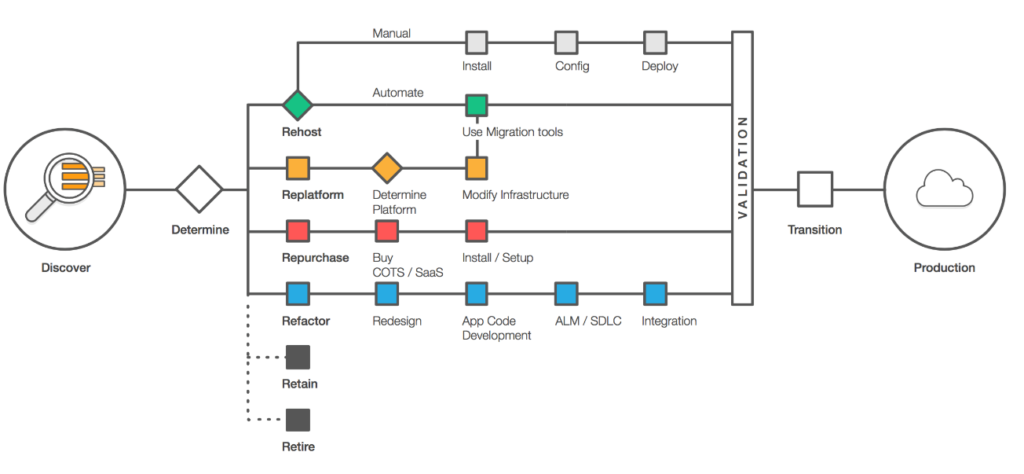 Manual
Install
Config
Deploy
Automate
Rehost
Use Migration tools
Replatform
Determine
Platform
Modify Infrastructure
Repurchase
Buy
COTS / SaaS
Install / Setup
Refactor
Redesign
App Code
Development
ALM / SDLC
Integration
Retain
Retire
Discover
Determine
VALIDATION
Transition
Production